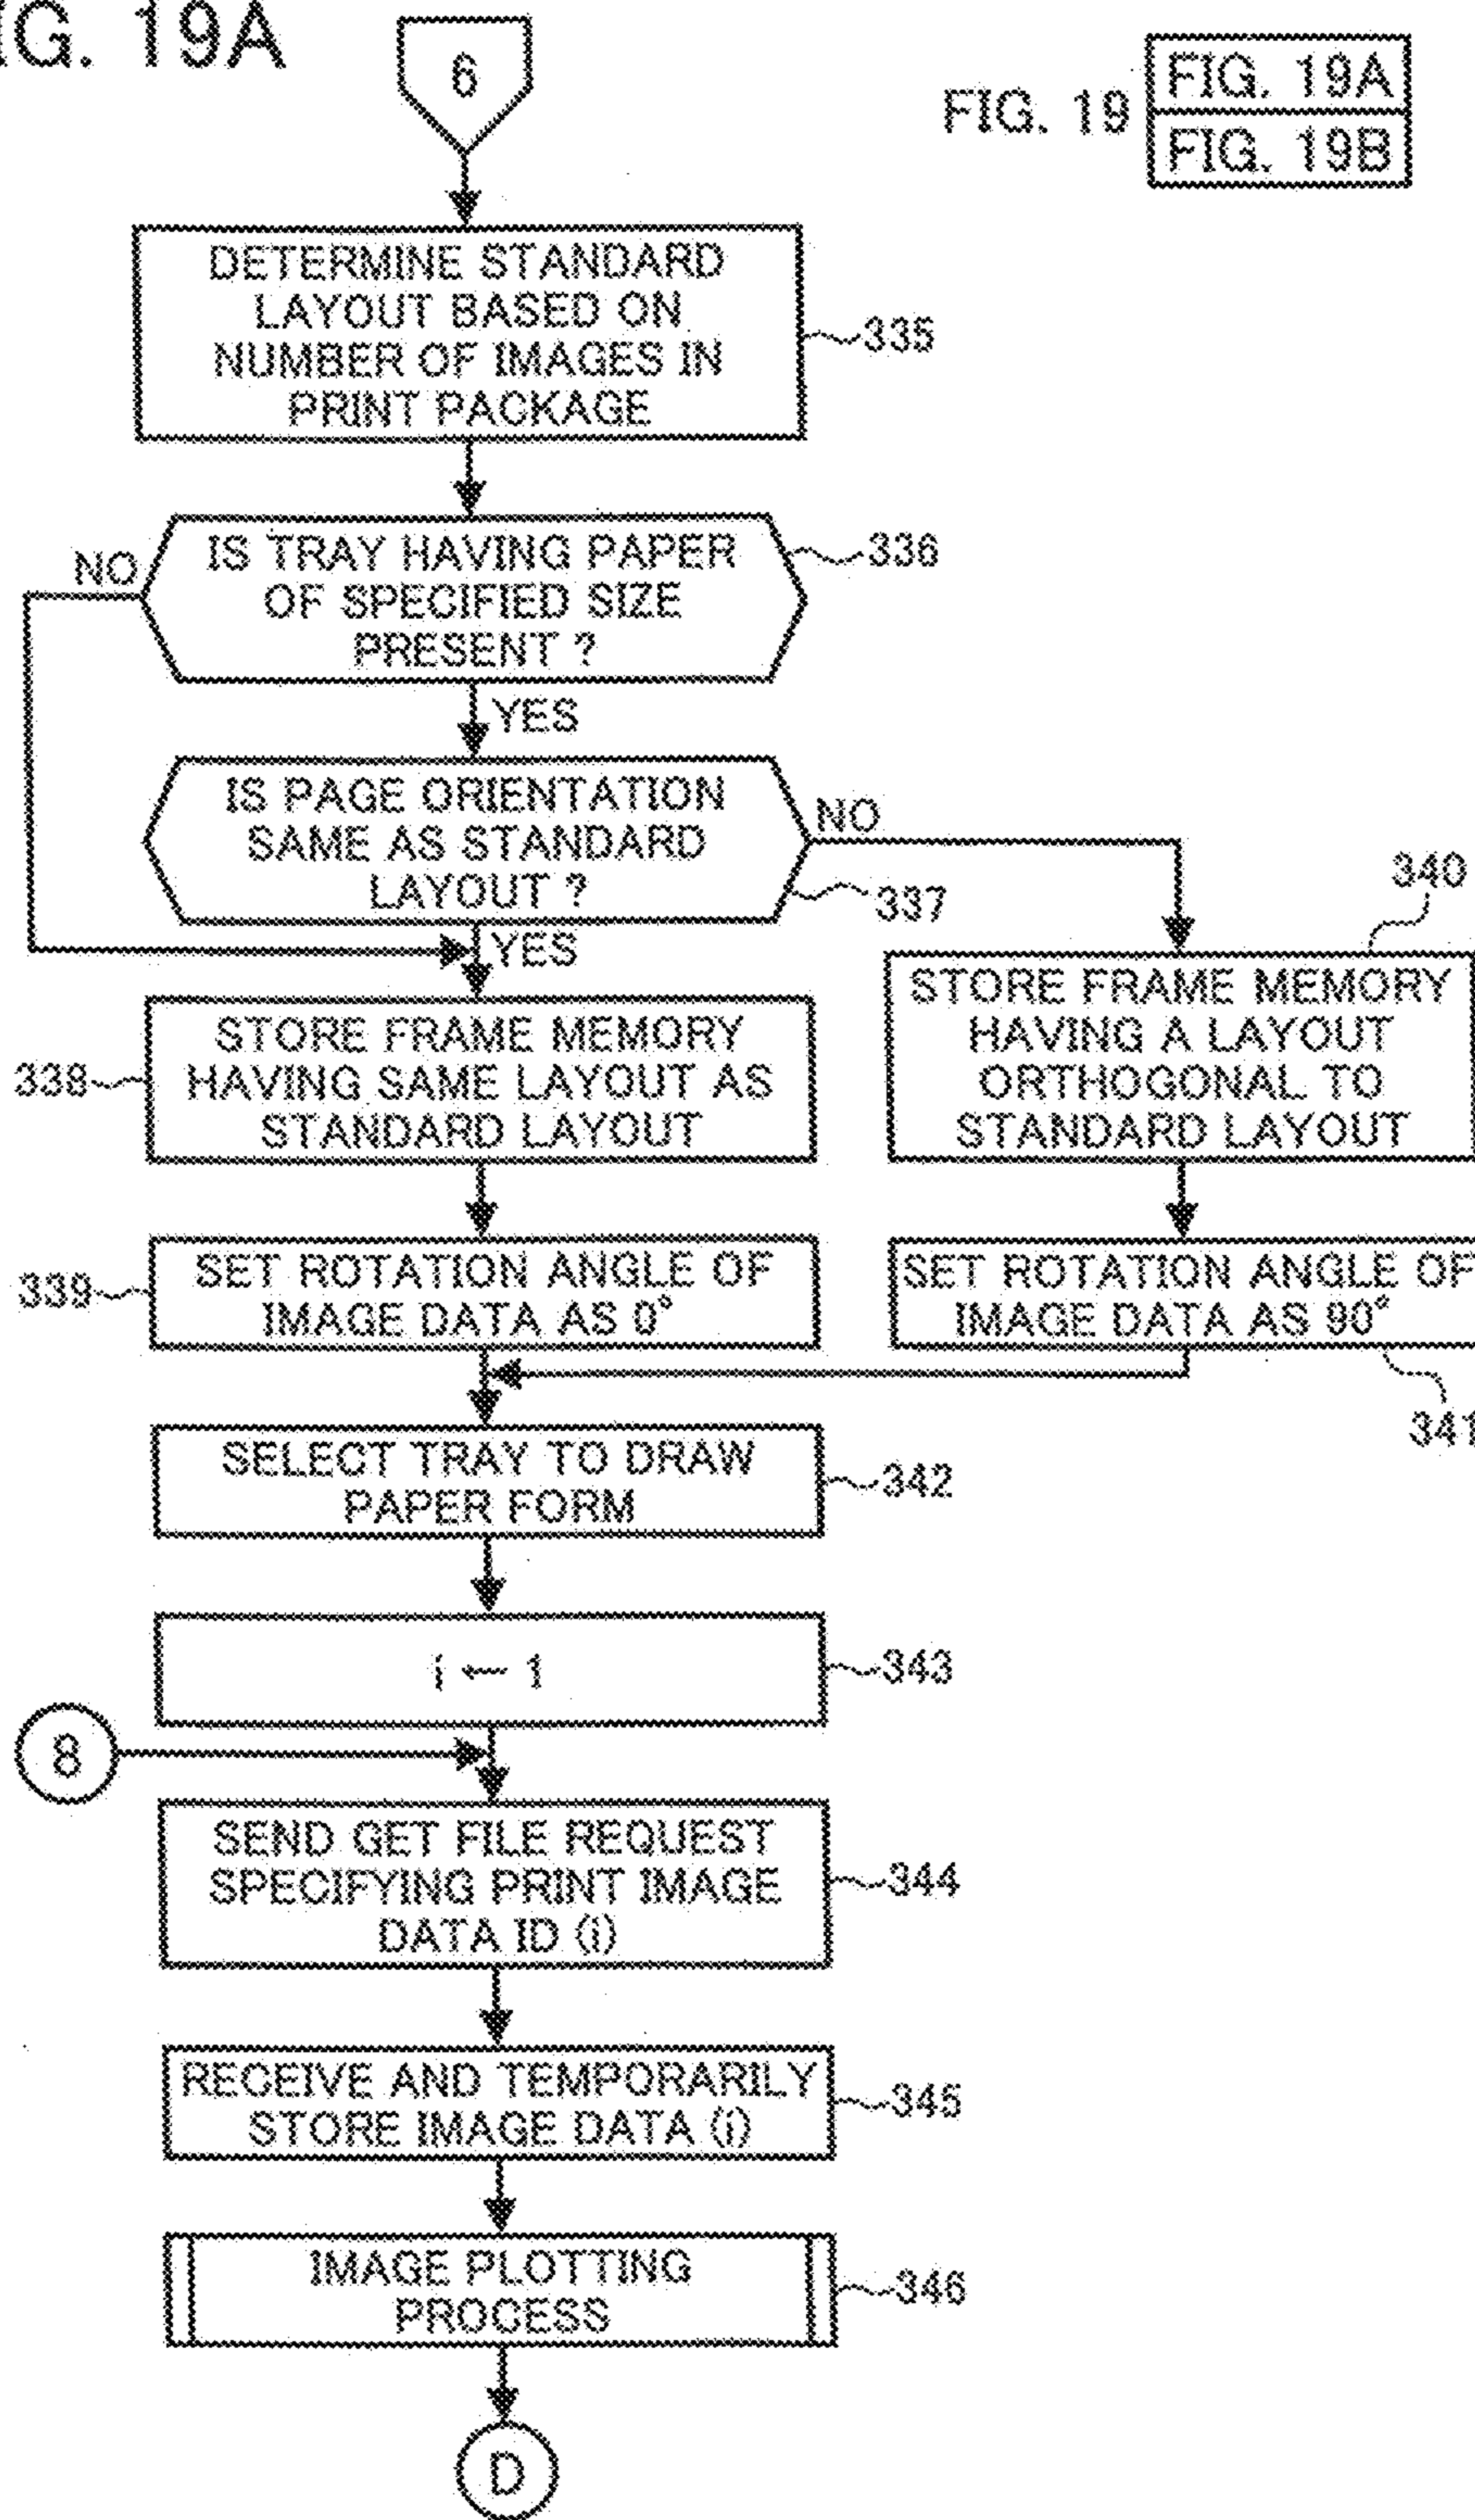 FIG. 19A
6
FIG. 19
FIG. 19A
FIG. 19B
DETERMINE STANDARD
LAYOUT BASED ON
NUMBER OF IMAGES IN
PRINT PACKAGE
335
IS TRAY HAVING PAPER
OF SPECIFIED SIZE
PRESENT ?
336
NO
YES
IS PAGE ORIENTATION
SAME AS STANDARD
LAYOUT ?
337
NO
YES
340
STORE FRAME MEMORY
HAVING SAME LAYOUT AS
STANDARD LAYOUT
338
STORE FRAME MEMORY
HAVING A LAYOUT
ORTHOGONAL TO
STANDARD LAYOUT
SET ROTATION ANGLE OF
IMAGE DATA AS 0°
339
SET ROTATION ANGLE OF
IMAGE DATA AS 90°
341
SELECT TRAY TO DRAW
PAPER FORM
342
i ← 1
343
8
SEND GET FILE REQUEST
SPECIFYING PRINT IMAGE
DATA ID (i)
344
RECEIVE AND TEMPORARILY
STORE IMAGE DATA (i)
345
IMAGE PLOTTING
PROCESS
346
D